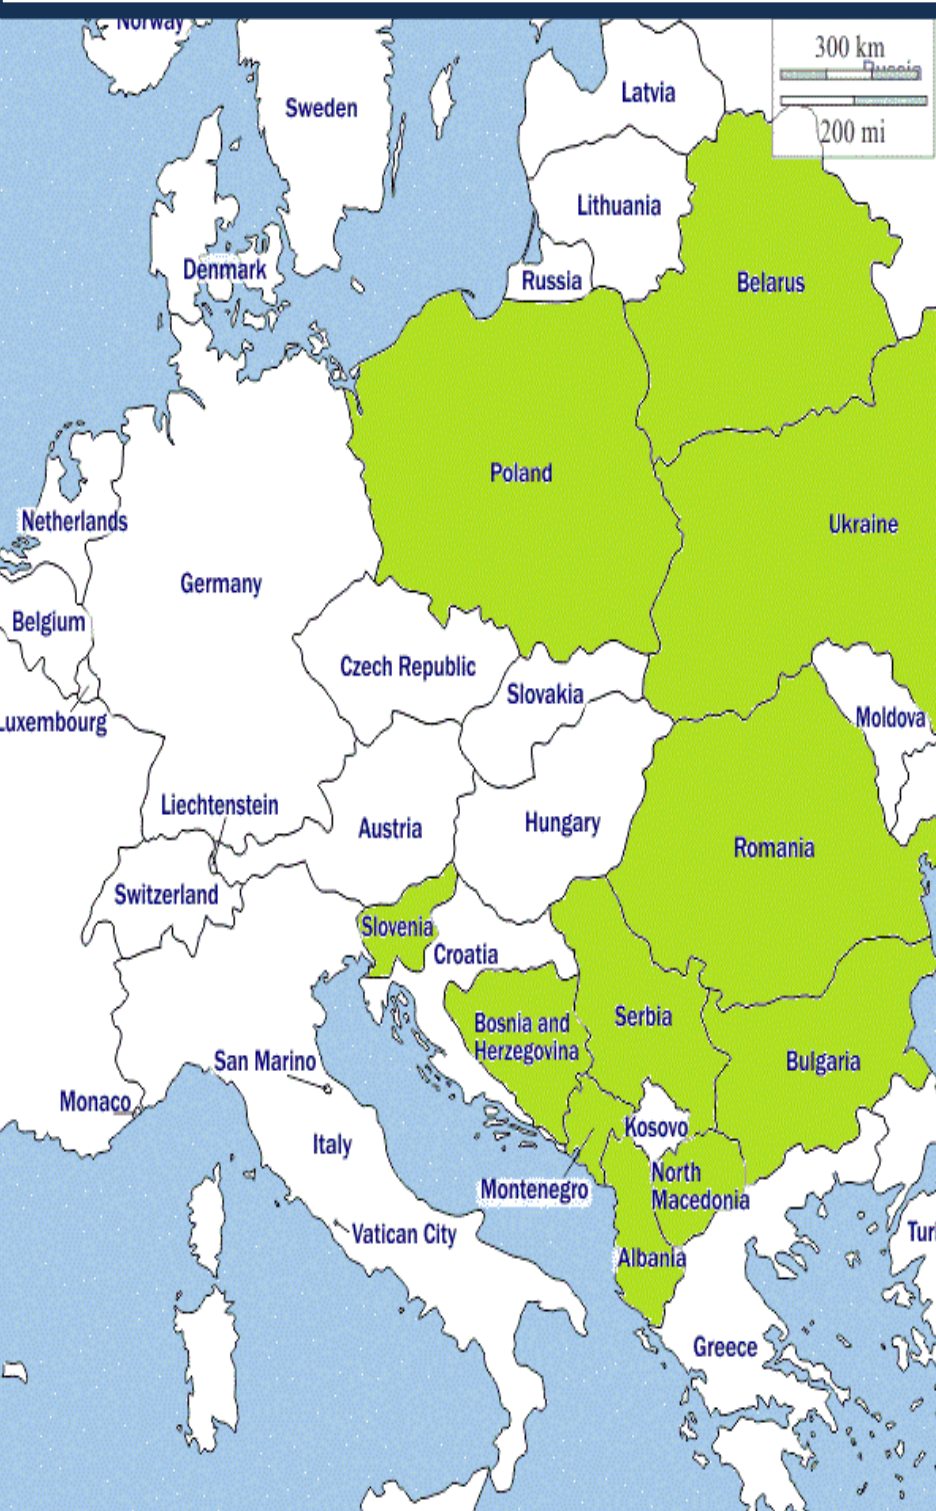 Norway
300 km
Russia
200 mi
Sweden
Latvia
Lithuania
Denmark
Russia
Belarus
Poland
Netherlands
Ukraine
Germany
Belgium
Czech Republic
Slovakia
Luxembourg
Moldova
Liechtenstein
Austria
Hungary
Romania
Switzerland
Slovenia
Croatia
Serbia
Bosnia and
Herzegovina
San Marino
Bulgaria
Monaco
Kosovo
Italy
North
Macedonia
Montenegro
Vatican City
Tur
Albania
Greece